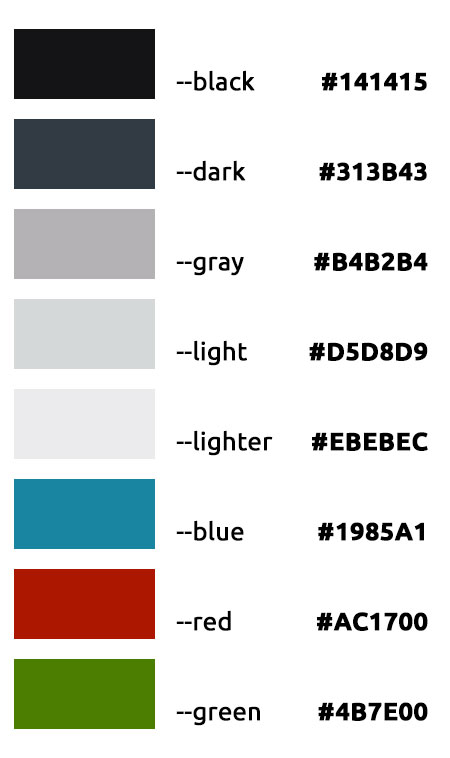 --black #141415
--dark #313B43
--gray #B4B2B4
--light #D5D8D9
--lighter #EBEBEC
--blue #1985A1
--red #AC1700
--green #4B7E00